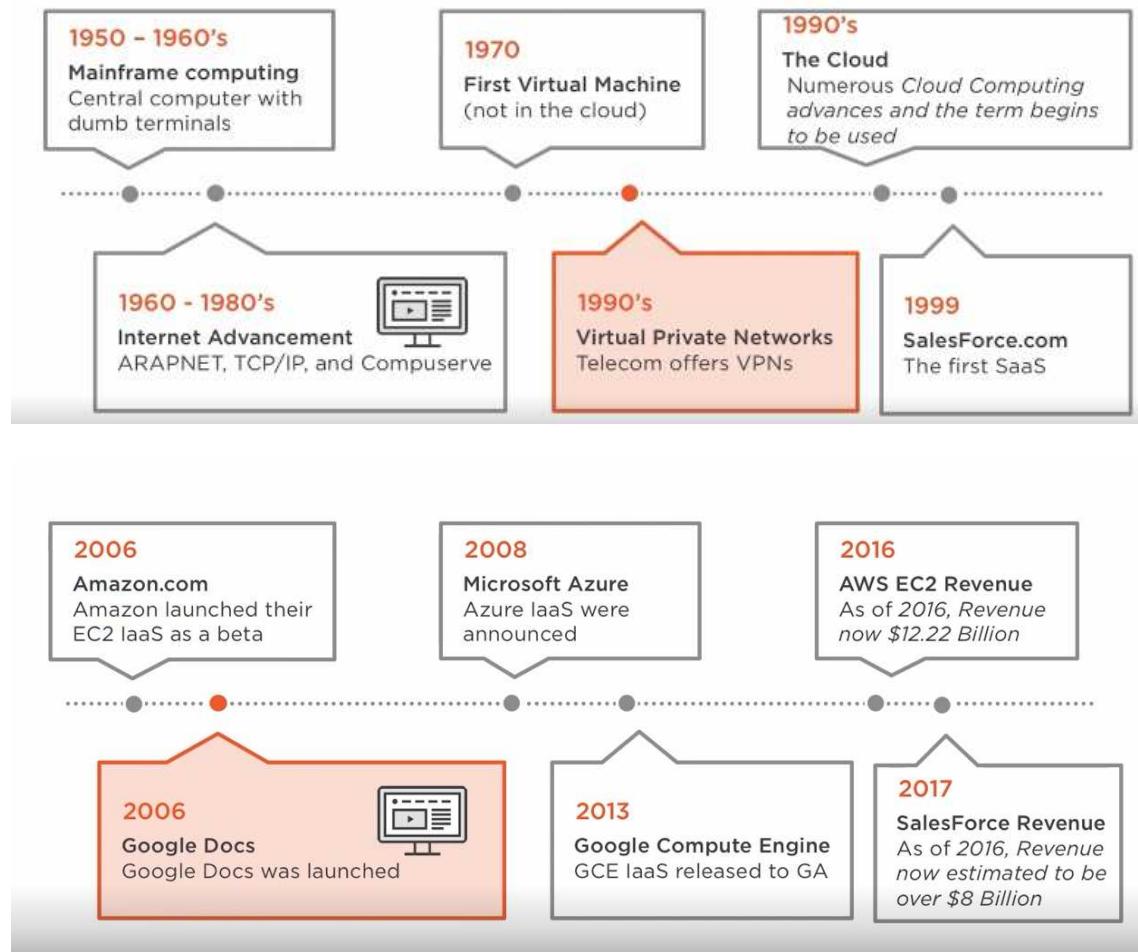 1950 – 1960's
Mainframe computing
Central computer with
dumb terminals
1970
First Virtual Machine
(not in the cloud)
1990's
The Cloud
Numerous Cloud Computing
advances and the term begins
to be used
1960 - 1980's
Internet Advancement
ARAPNET, TCP/IP, and Compuserve
1990's
Virtual Private Networks
Telecom offers VPNs
1999
SalesForce.com
The first SaaS
2006
Amazon.com
Amazon launched their
EC2 IaaS as a beta
2008
Microsoft Azure
Azure IaaS were
announced
2016
AWS EC2 Revenue
As of 2016, Revenue
now $12.22 Billion
2006
Google Docs
Google Docs was launched
2013
Google Compute Engine
GCE IaaS released to GA
2017
SalesForce Revenue
As of 2016, Revenue
now estimated to be
over $8 Billion